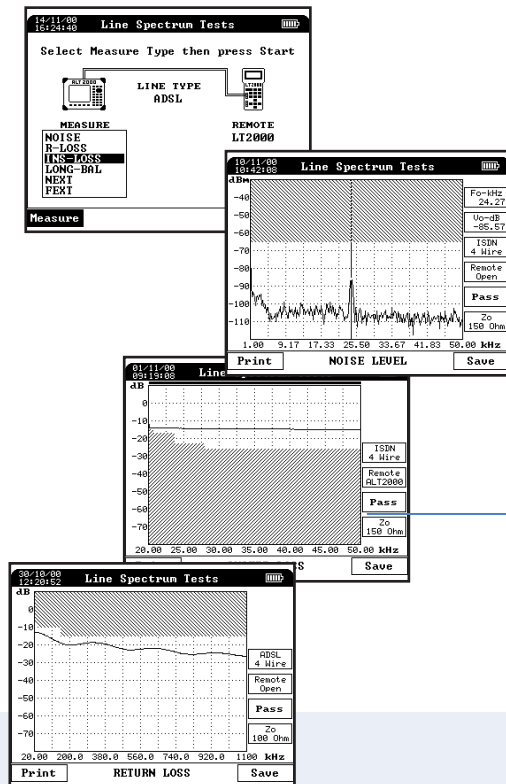 14/11/00
16:24:40 Line Spectrum Tests
Select Measure Type then press Start
ALT2000
LT2000
LINE TYPE
ADSL
MEASURE
REMOTE
LT2000
NOISE
R-LOSS
INS-LOSS
LONG-BAL
NEXT
FEXT
Measure
10/11/00
10:42:08 Line Spectrum Tests
dBm
-40
-50
-60
-70
-80
-90
-100
-110
1.00 9.17 17.33 25.50 33.67 41.83 50.00 kHz
Fo-kHz
24.27
Vo-dB
-85.57
ISDN
4 Wire
Remote
Open
Pass
Zo
150 Ohm
Print NOISE LEVEL Save
01/11/00
09:19:08 Line
dB
0
-10
-20
-30
-40
-50
-60
-70
20.00 25.00 30.00 35.00 40.00 45.00 50.00 kHz
ISDN
4 Wire
Remote
ALT2000
Pass
Zo
150 Ohm
Save
30/10/00
12:20:52 Line Spectrum Tests
dB
0
-10
-20
-30
-40
-50
-60
-70
20.00 200.0 380.0 560.0 740.0 920.0 1100 kHz
ADSL
4 Wire
Remote
Open
Pass
Zo
100 Ohm
Print RETURN LOSS Save